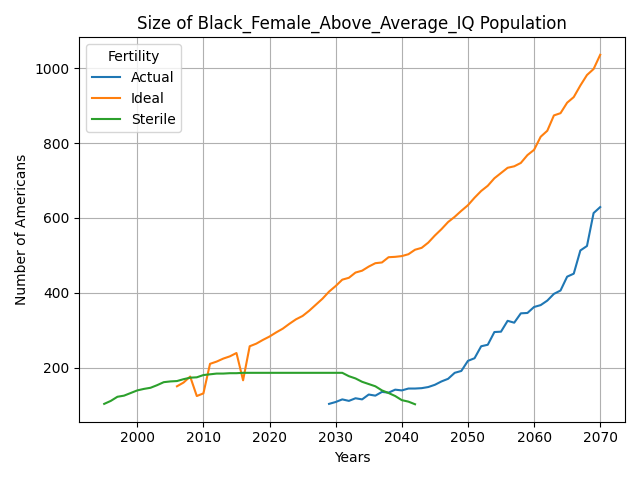 Size of Black_Female_Above_Average_IQ Population
Fertility
Actual
Ideal
Sterile
Number of Americans
1000
800
600
400
200
2000 2010 2020 2030 2040 2050 2060 2070
Years